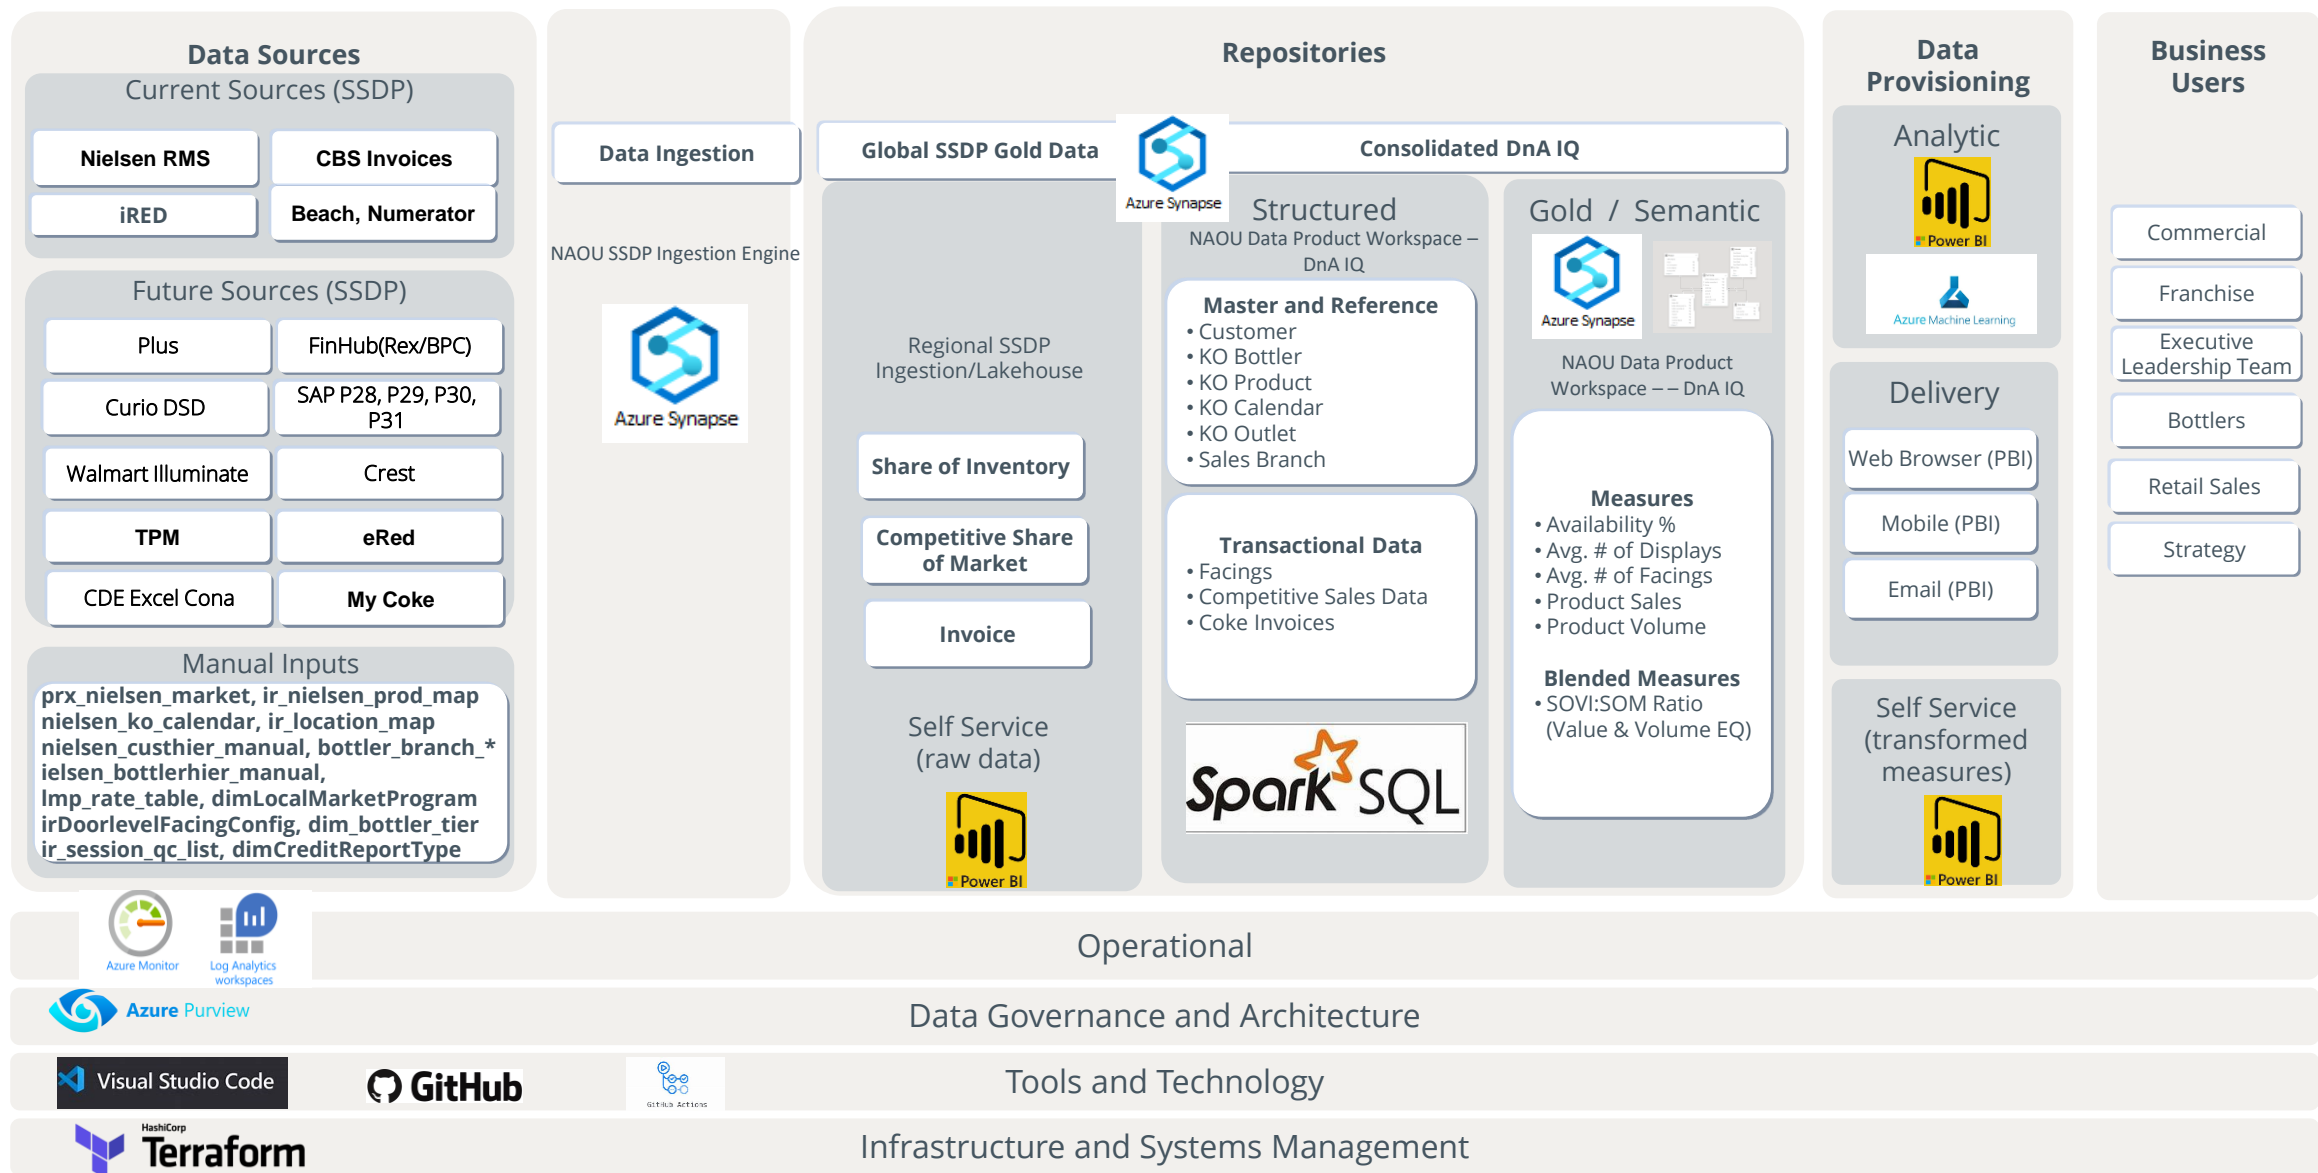 Data Sources
Current Sources (SSDP)
Nielsen RMS
CBS Invoices
iRED
Beach, Numerator
Future Sources (SSDP)
Plus
FinHub(Rex/BPC)
Curio DSD
SAP P28, P29, P30,
P31
Walmart Illuminate
Crest
TPM
eRed
CDE Excel Cona
My Coke
Manual Inputs
prx_nielsen_market, ir_nielsen_prod_map
nielsen_ko_calendar, ir_location_map
nielsen_custhier_manual, bottler_branch_*
ielsen_bottlerhier_manual,
lmp_rate_table, dimLocalMarketProgram
irDoorlevelFacingConfig, dim_bottler_tier
ir_session_qc_list, dimCreditReportType
Data Ingestion
NAOU SSDP Ingestion Engine
Azure Synapse
Repositories
Global SSDP Gold Data
Azure Synapse
Consolidated DnA IQ
Regional SSDP
Ingestion/Lakehouse
Share of Inventory
Competitive Share
of Market
Invoice
Self Service
(raw data)
Power BI
Structured
NAOU Data Product Workspace –
DnA IQ
Master and Reference
• Customer
• KO Bottler
• KO Product
• KO Calendar
• KO Outlet
• Sales Branch
Transactional Data
• Facings
• Competitive Sales Data
• Coke Invoices
Spark SQL
Gold / Semantic
Azure Synapse
NAOU Data Product
Workspace – – DnA IQ
Measures
• Availability %
• Avg. # of Displays
• Avg. # of Facings
• Product Sales
• Product Volume
Blended Measures
• SOVI:SOM Ratio
(Value & Volume EQ)
Data
Provisioning
Analytic
Power BI
Azure Machine Learning
Delivery
Web Browser (PBI)
Mobile (PBI)
Email (PBI)
Self Service
(transformed
measures)
Power BI
Business
Users
Commercial
Franchise
Executive
Leadership Team
Bottlers
Retail Sales
Strategy
Azure Monitor
Log Analytics
workspaces
Operational
Azure Purview
Data Governance and Architecture
Visual Studio Code
GitHub
GitHub Actions
Tools and Technology
HashiCorp
Terraform
Infrastructure and Systems Management